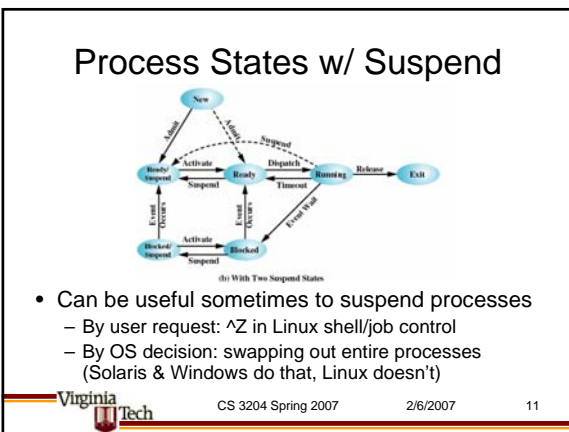 Process States w/ Suspend
New
Admit
Admit
Suspend
Ready/
Suspend
Activate
Suspend
Ready
Dispatch
Timeout
Running
Release
Exit
Event
Occurs
Event
Occurs
Event Wait
Blocked/
Suspend
Activate
Suspend
Blocked
(b) With Two Suspend States
• Can be useful sometimes to suspend processes
– By user request: ^Z in Linux shell/job control
– By OS decision: swapping out entire processes
(Solaris & Windows do that, Linux doesn't)
Virginia Tech
CS 3204 Spring 2007
2/6/2007
11